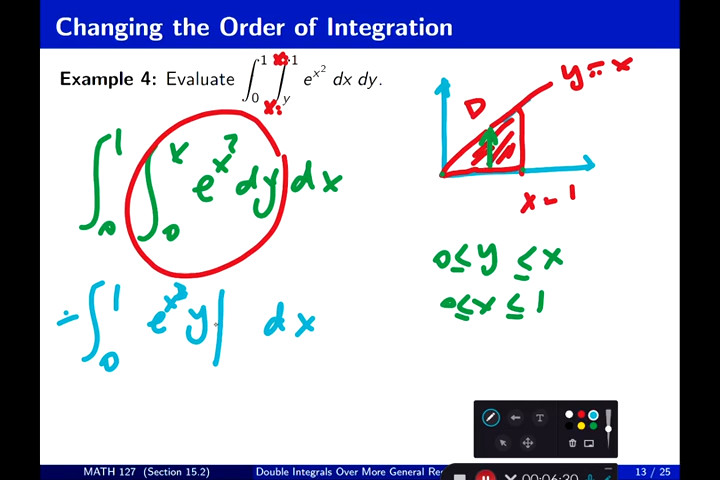 Changing the Order of Integration
Example 4: Evaluate ∫₀¹ ∫_y¹ e^{x²} dx dy.
x=
x=
∫₀¹ ∫₀ˣ e^{x²} dy dx
= ∫₀¹ e^{x²} y | dx
y = x
D
x = 1
0 ≤ y ≤ x
0 ≤ x ≤ 1
T
MATH 127 (Section 15.2)
Double Integrals Over More General Re
13 / 25
00:06:20